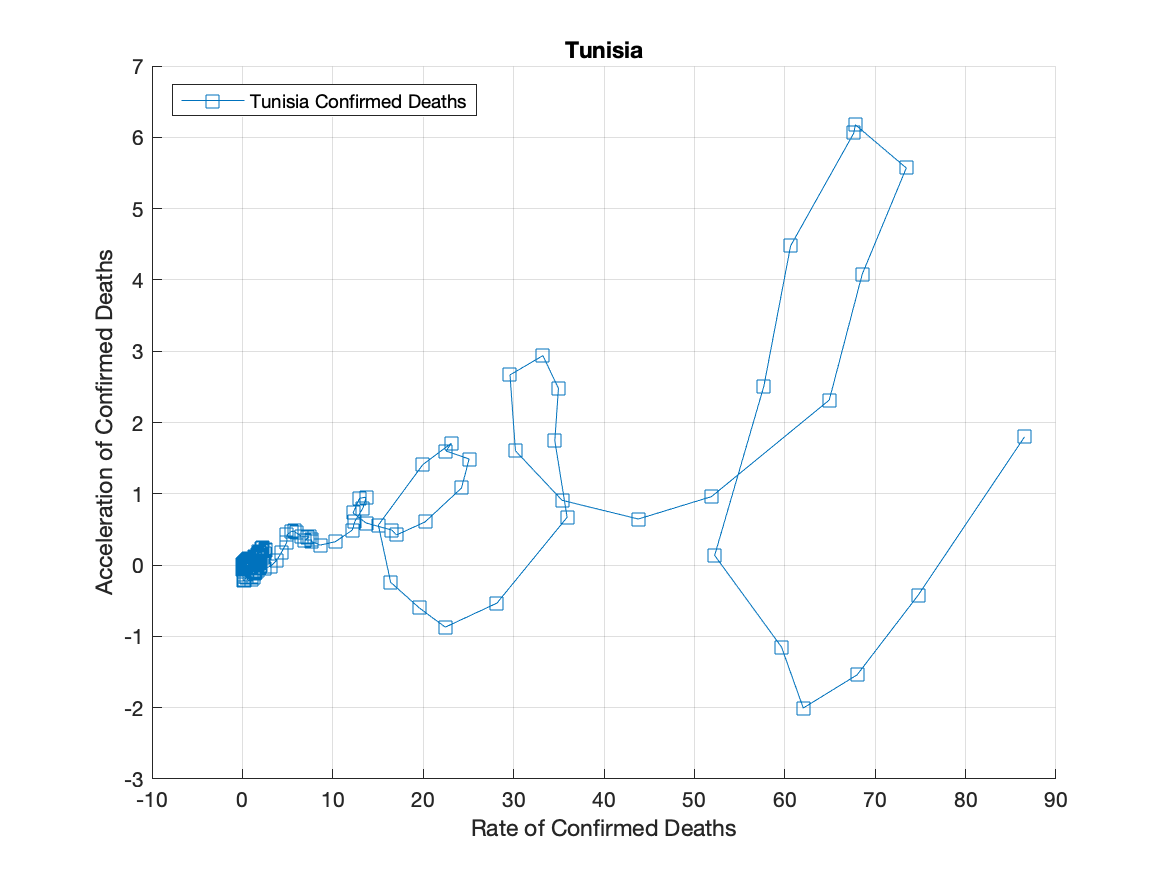 Tunisia
Tunisia Confirmed Deaths
7
6
5
4
3
2
1
0
-1
-2
-3
Acceleration of Confirmed Deaths
-10 0 10 20 30 40 50 60 70 80 90
Rate of Confirmed Deaths